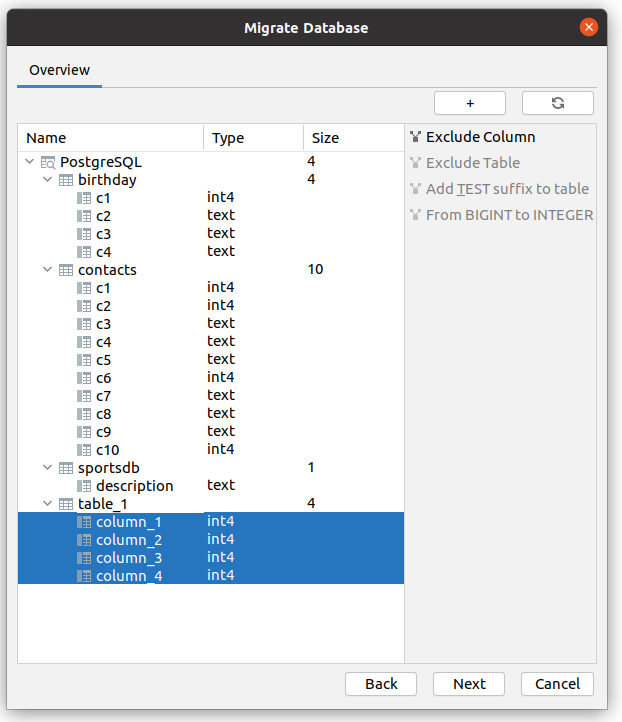 Migrate Database
Overview
+
Name Type Size
PostgreSQL 4
birthday 4
c1 int4
c2 text
c3 text
c4 text
contacts 10
c1 int4
c2 int4
c3 text
c4 text
c5 text
c6 int4
c7 text
c8 text
c9 text
c10 int4
sportsdb 1
description text
table_1 4
column_1 int4
column_2 int4
column_3 int4
column_4 int4
Exclude Column
Exclude Table
Add TEST suffix to table
From BIGINT to INTEGER
Back Next Cancel